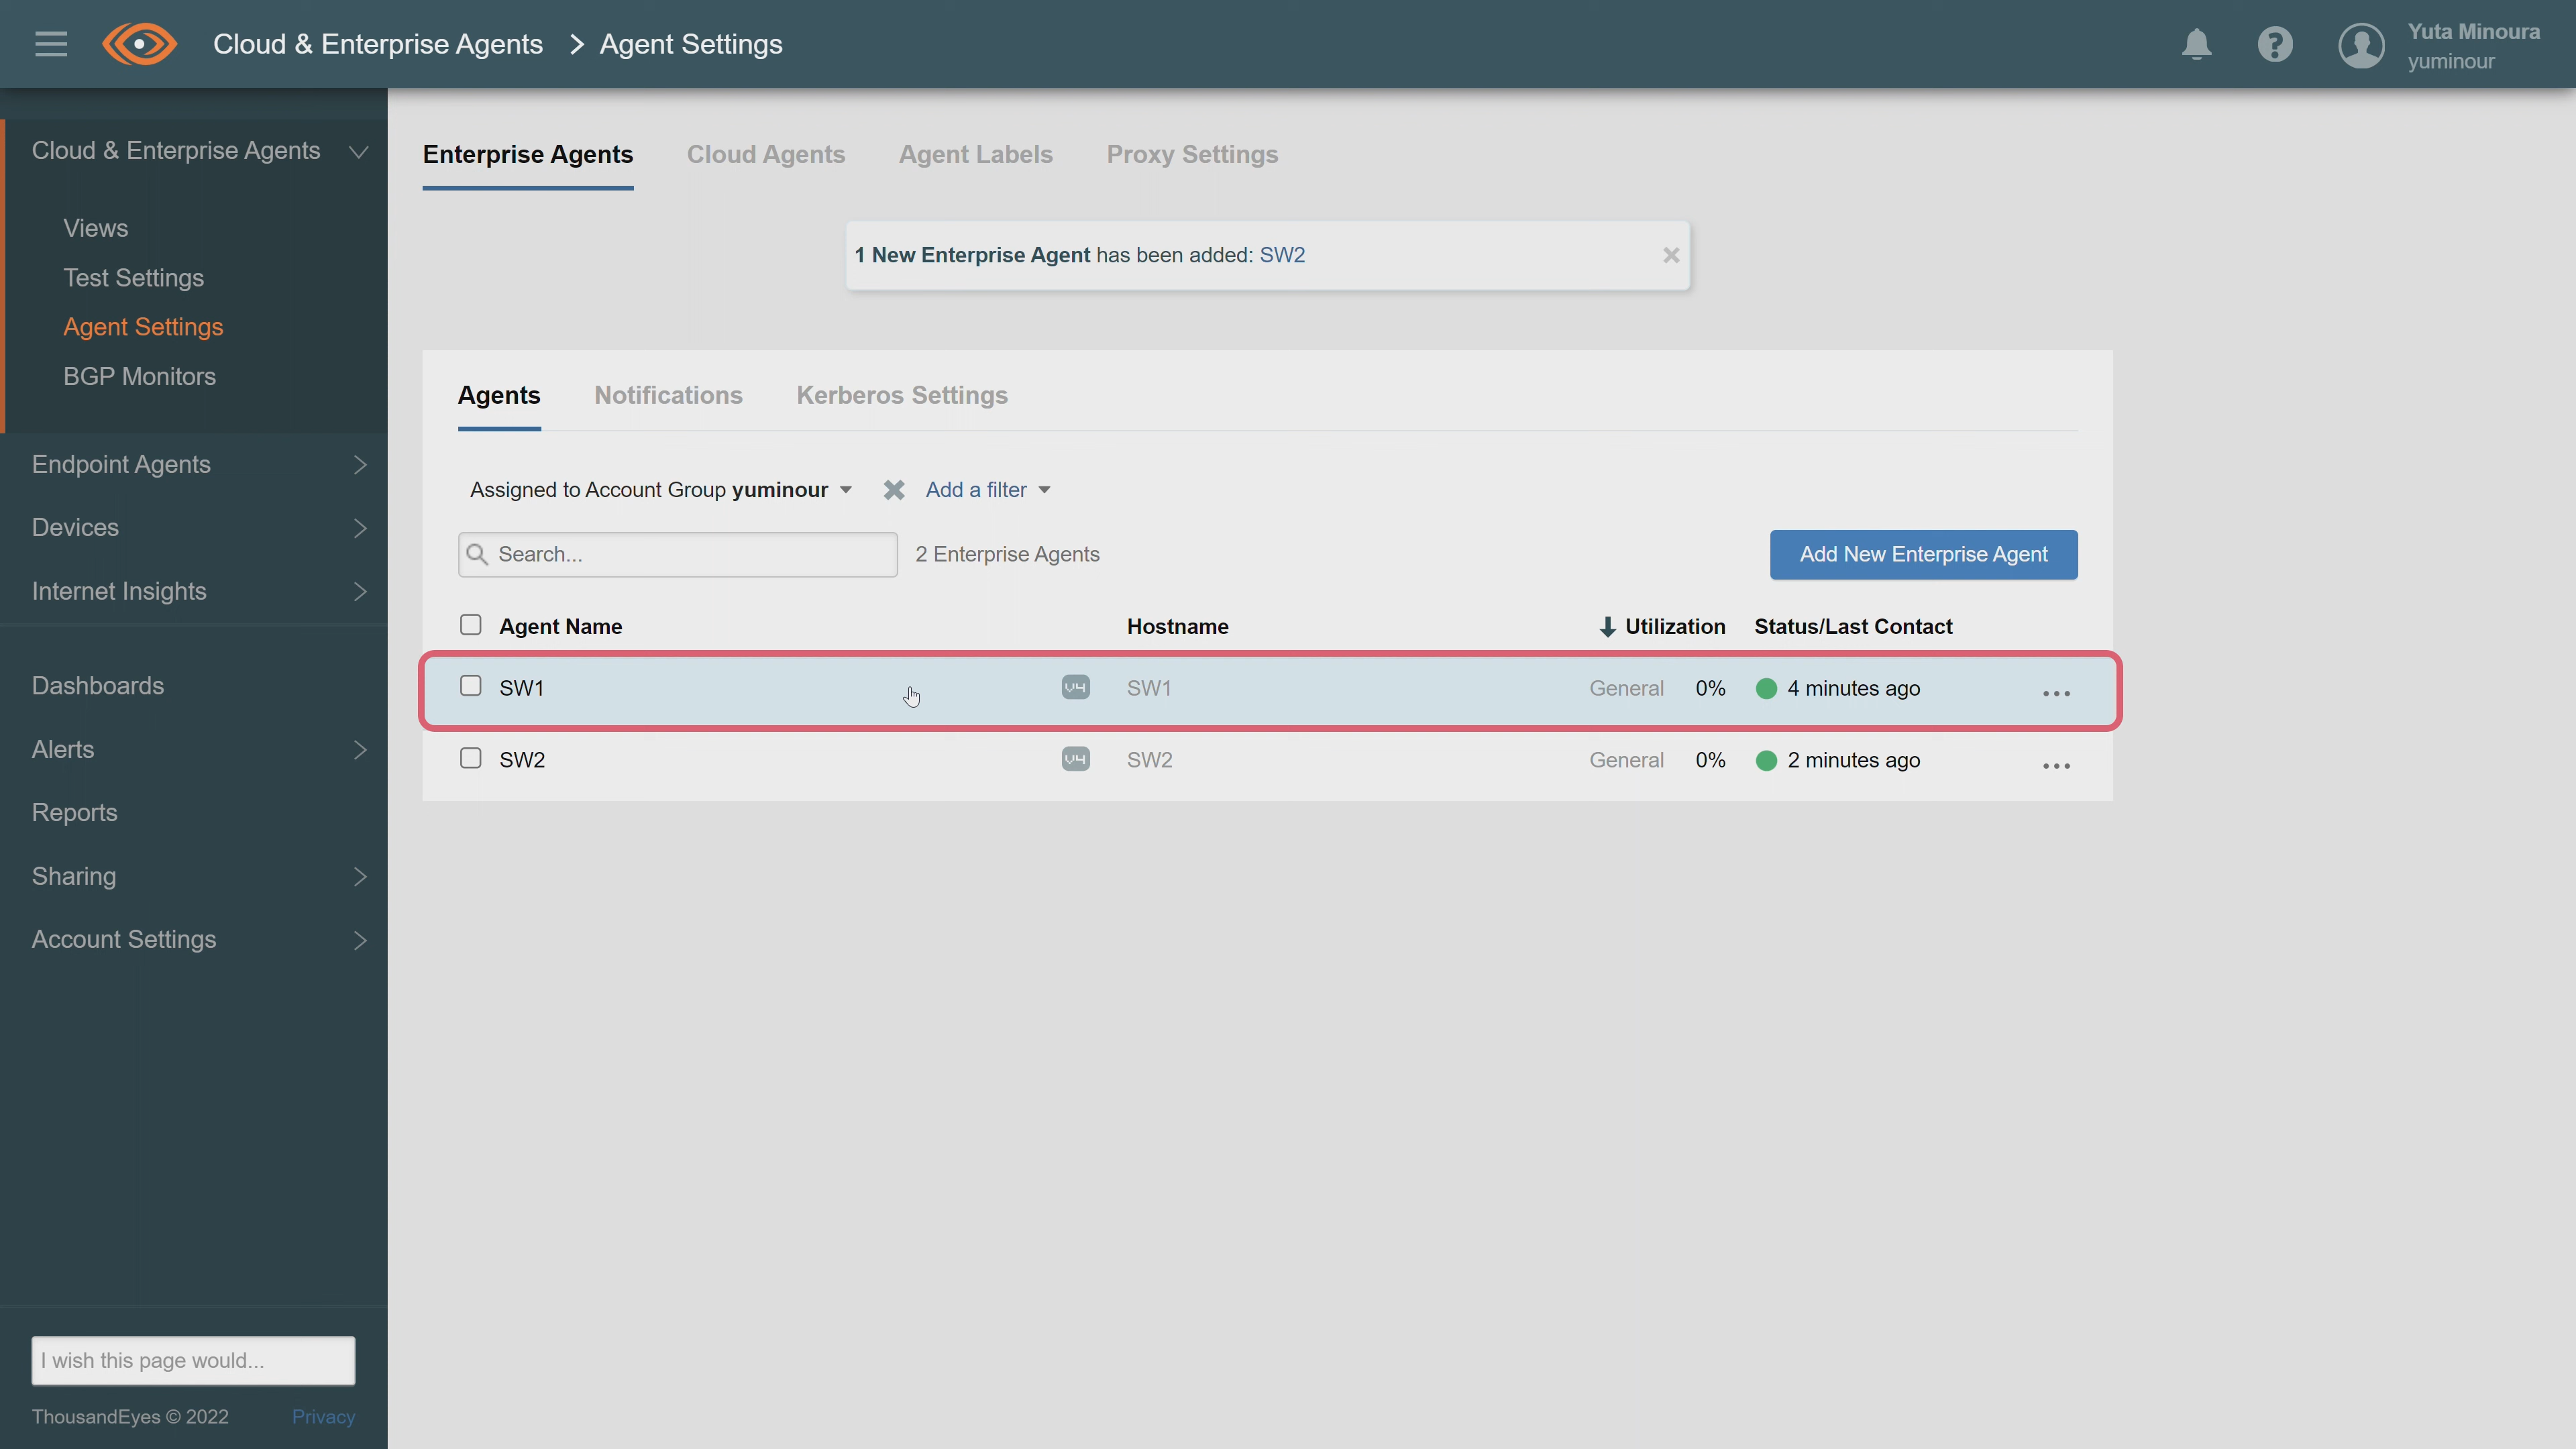 Cloud & Enterprise Agents > Agent Settings
Yuta Minoura
yuminour
Cloud & Enterprise Agents
Views
Test Settings
Agent Settings
BGP Monitors
Endpoint Agents
Devices
Internet Insights
Dashboards
Alerts
Reports
Sharing
Account Settings
I wish this page would...
ThousandEyes © 2022 Privacy
Enterprise Agents Cloud Agents Agent Labels Proxy Settings
1 New Enterprise Agent has been added: SW2
Agents Notifications Kerberos Settings
Assigned to Account Group yuminour Add a filter
Search... 2 Enterprise Agents Add New Enterprise Agent
Agent Name Hostname Utilization Status/Last Contact
SW1 V4 SW1 General 0% 4 minutes ago ...
SW2 V4 SW2 General 0% 2 minutes ago ...